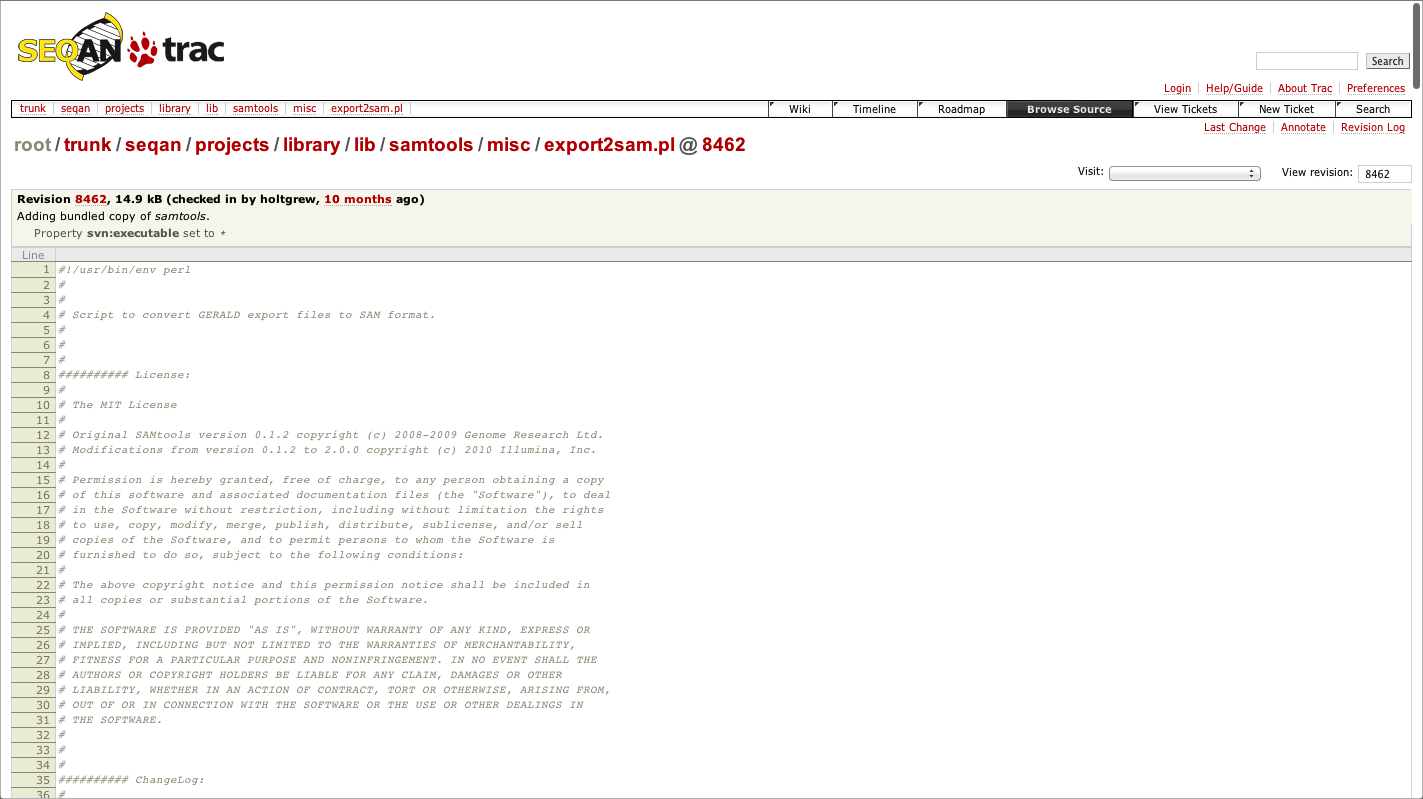 SEQAN trac
Search
Login Help/Guide About Trac Preferences
trunk seqan projects library lib samtools misc export2sam.pl Wiki Timeline Roadmap Browse Source View Tickets New Ticket Search
Last Change Annotate Revision Log
root / trunk / seqan / projects / library / lib / samtools / misc / export2sam.pl @ 8462
Visit: View revision: 8462
Revision 8462, 14.9 kB (checked in by holtgrew, 10 months ago)
Adding bundled copy of samtools.
Property svn:executable set to *
Line
1 #!/usr/bin/env perl
2 #
3 #
4 # Script to convert GERALD export files to SAM format.
5 #
6 #
7 #
8 ########## License:
9 #
10 # The MIT License
11 #
12 # Original SAMtools version 0.1.2 copyright (c) 2008-2009 Genome Research Ltd.
13 # Modifications from version 0.1.2 to 2.0.0 copyright (c) 2010 Illumina, Inc.
14 #
15 # Permission is hereby granted, free of charge, to any person obtaining a copy
16 # of this software and associated documentation files (the "Software"), to deal
17 # in the Software without restriction, including without limitation the rights
18 # to use, copy, modify, merge, publish, distribute, sublicense, and/or sell
19 # copies of the Software, and to permit persons to whom the Software is
20 # furnished to do so, subject to the following conditions:
21 #
22 # The above copyright notice and this permission notice shall be included in
23 # all copies or substantial portions of the Software.
24 #
25 # THE SOFTWARE IS PROVIDED "AS IS", WITHOUT WARRANTY OF ANY KIND, EXPRESS OR
26 # IMPLIED, INCLUDING BUT NOT LIMITED TO THE WARRANTIES OF MERCHANTABILITY,
27 # FITNESS FOR A PARTICULAR PURPOSE AND NONINFRINGEMENT. IN NO EVENT SHALL THE
28 # AUTHORS OR COPYRIGHT HOLDERS BE LIABLE FOR ANY CLAIM, DAMAGES OR OTHER
29 # LIABILITY, WHETHER IN AN ACTION OF CONTRACT, TORT OR OTHERWISE, ARISING FROM,
30 # OUT OF OR IN CONNECTION WITH THE SOFTWARE OR THE USE OR OTHER DEALINGS IN
31 # THE SOFTWARE.
32 #
33 #
34 #
35 ########## ChangeLog:
36 #